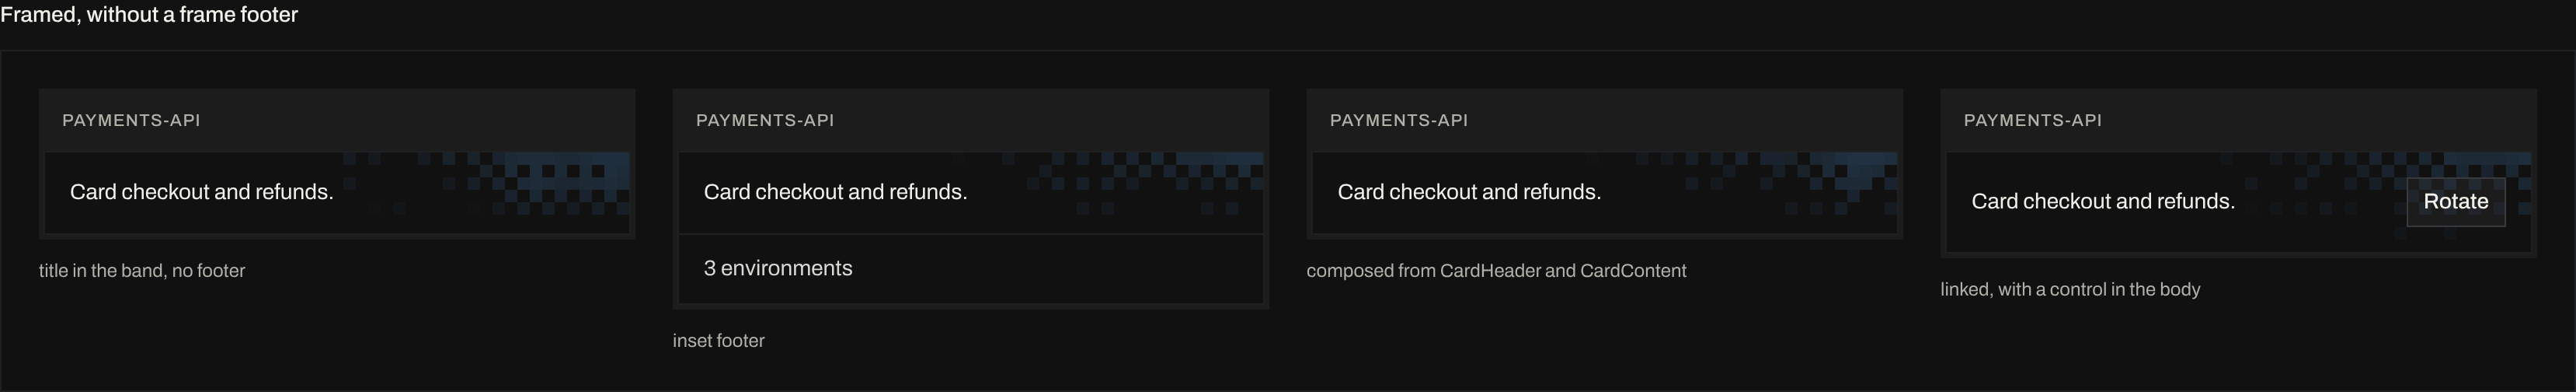 Framed, without a frame footer
PAYMENTS-API
Card checkout and refunds.
title in the band, no footer
PAYMENTS-API
Card checkout and refunds.
3 environments
inset footer
PAYMENTS-API
Card checkout and refunds.
composed from CardHeader and CardContent
PAYMENTS-API
Card checkout and refunds.
Rotate
linked, with a control in the body